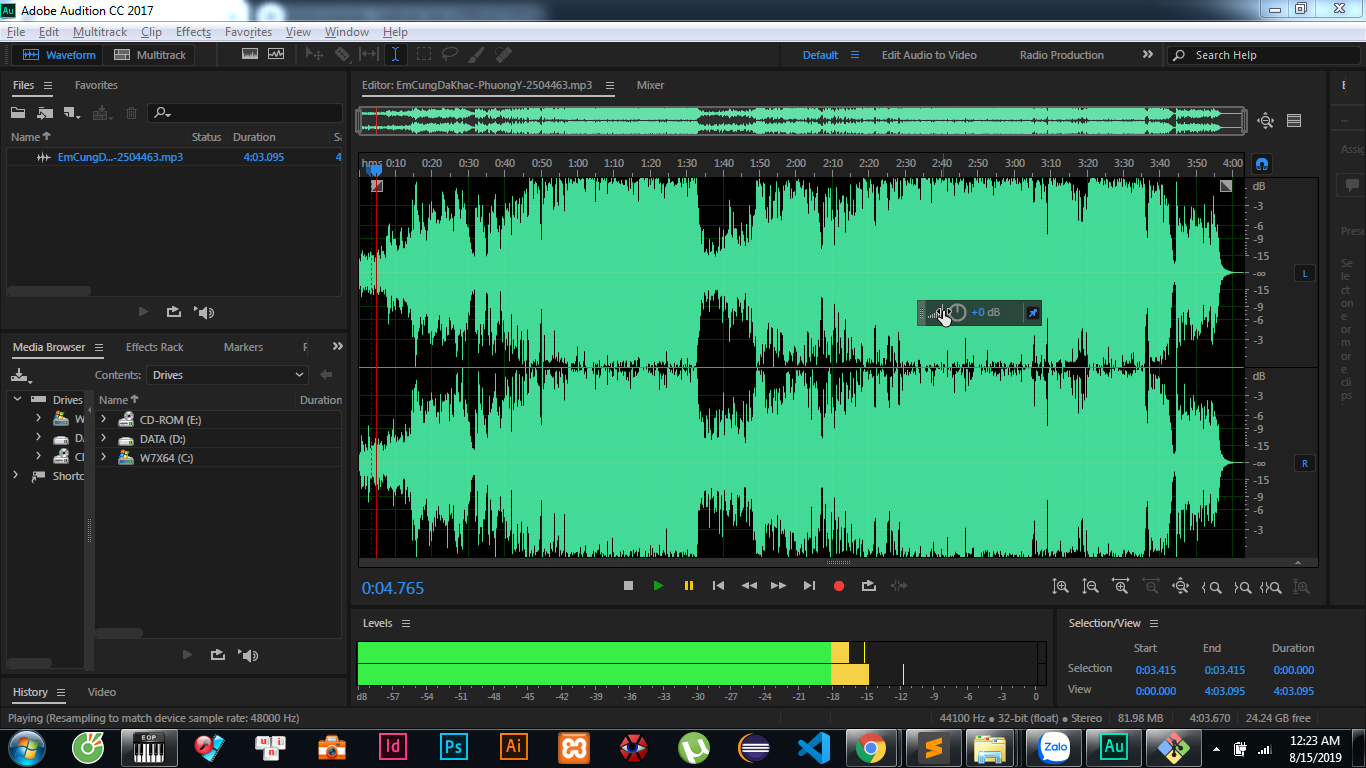 Adobe Audition CC 2017
File Edit Multitrack Clip Effects Favorites View Window Help
Waveform Multitrack Default Edit Audio to Video Radio Production Search Help
Files Favorites
Name Status Duration
EmCungD...-2504463.mp3 4:03.095
Editor: EmCungDaKhac-PhuongY-2504463.mp3 Mixer
hms 0:10 0:20 0:30 0:40 0:50 1:00 1:10 1:20 1:30 1:40 1:50 2:00 2:10 2:20 2:30 2:40 2:50 3:00 3:10 3:20 3:30 3:40 3:50 4:00
dB
-3
-6
-9
-15
-∞
-15
-9
-6
-3
L
+0 dB
dB
-3
-6
-9
-15
-∞
-15
-9
-6
-3
R
Media Browser Effects Rack Markers
Contents: Drives
Drives
Name Duration
CD-ROM (E:)
DATA (D:)
W7X64 (C:)
0:04.765
Levels
dB -57 -54 -51 -48 -45 -42 -39 -36 -33 -30 -27 -24 -21 -18 -15 -12 -9 -6 -3 0
Selection/View
Start End Duration
Selection 0:03.415 0:03.415 0:00.000
View 0:00.000 4:03.095 4:03.095
History Video
Playing (Resampling to match device sample rate: 48000 Hz)
44100 Hz ● 32-bit (float) ● Stereo 81.98 MB 4:03.670 24.24 GB free
EOP u n i Id Ps Ai Zalo Au
12:23 AM
8/15/2019